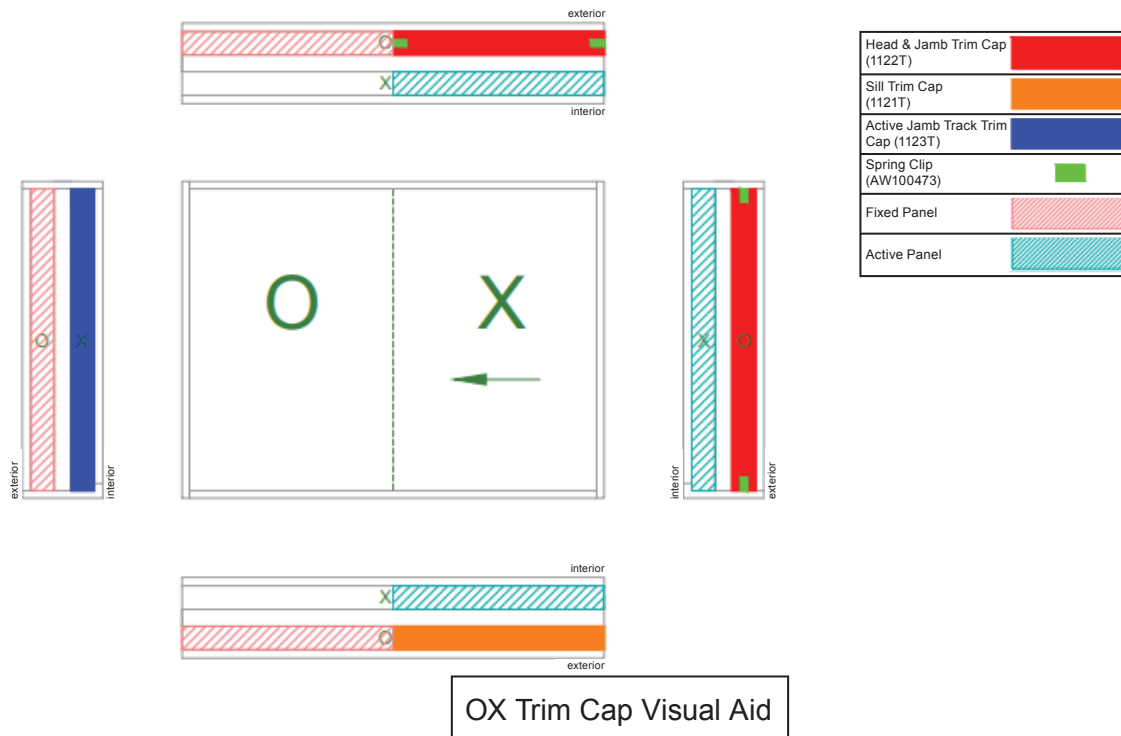 exterior
O
X
interior
Head & Jamb Trim Cap
(1122T)
Sill Trim Cap
(1121T)
Active Jamb Track Trim
Cap (1123T)
Spring Clip
(AW100473)
Fixed Panel
Active Panel
O
X
exterior
interior
O
X
X
O
interior
exterior
interior
X
O
exterior
OX Trim Cap Visual Aid